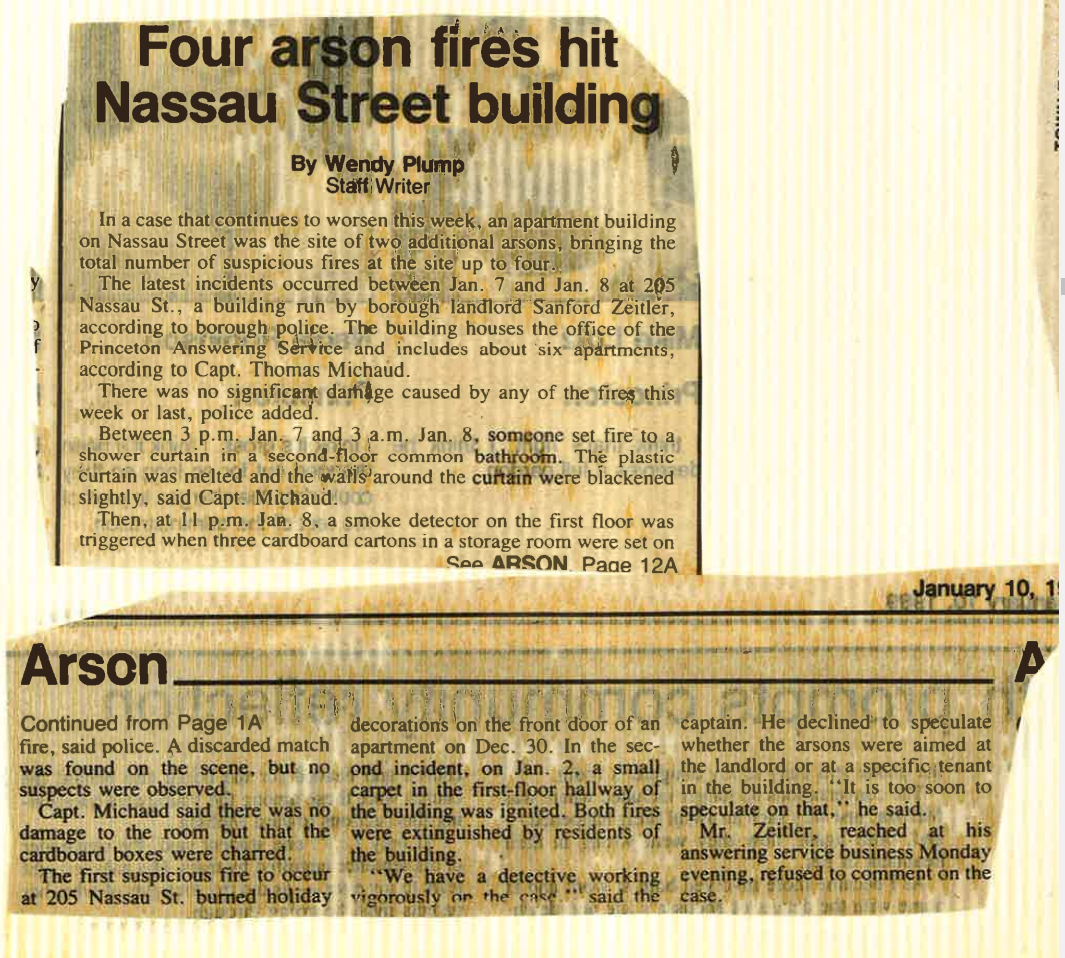 Four arson fires hit
Nassau Street building
By Wendy Plump
Staff Writer
In a case that continues to worsen this week, an apartment building
on Nassau Street was the site of two additional arsons, bringing the
total number of suspicious fires at the site up to four.
The latest incidents occurred between Jan. 7 and Jan. 8 at 205
Nassau St., a building run by borough landlord Sanford Zeitler,
according to borough police. The building houses the office of the
Princeton Answering Service and includes about six apartments,
according to Capt. Thomas Michaud.
There was no significant damage caused by any of the fires this
week or last, police added.
Between 3 p.m. Jan. 7 and 3 a.m. Jan. 8, someone set fire to a
shower curtain in a second-floor common bathroom. The plastic
curtain was melted and the walls around the curtain were blackened
slightly, said Capt. Michaud.
Then, at 11 p.m. Jan. 8, a smoke detector on the first floor was
triggered when three cardboard cartons in a storage room were set on
See ARSON, Page 12A
January 10, 1
Arson
Continued from Page 1A
fire, said police. A discarded match
was found on the scene, but no
suspects were observed.
Capt. Michaud said there was no
damage to the room but that the
cardboard boxes were charred.
The first suspicious fire to occur
at 205 Nassau St. burned holiday
decorations on the front door of an
apartment on Dec. 30. In the sec-
ond incident, on Jan. 2, a small
carpet in the first-floor hallway of
the building was ignited. Both fires
were extinguished by residents of
the building.
"We have a detective working
vigorously on the case," said the
captain. He declined to speculate
whether the arsons were aimed at
the landlord or at a specific tenant
in the building. "It is too soon to
speculate on that," he said.
Mr. Zeitler, reached at his
answering service business Monday
evening, refused to comment on the
case.